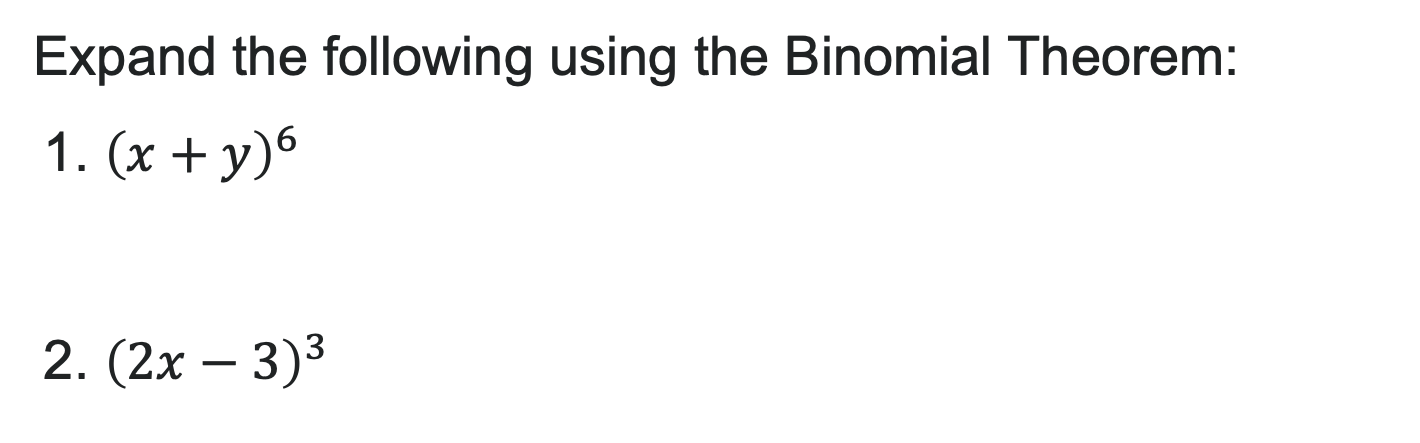 Expand the following using the Binomial Theorem:
1. (x + y)⁶
2. (2x − 3)³